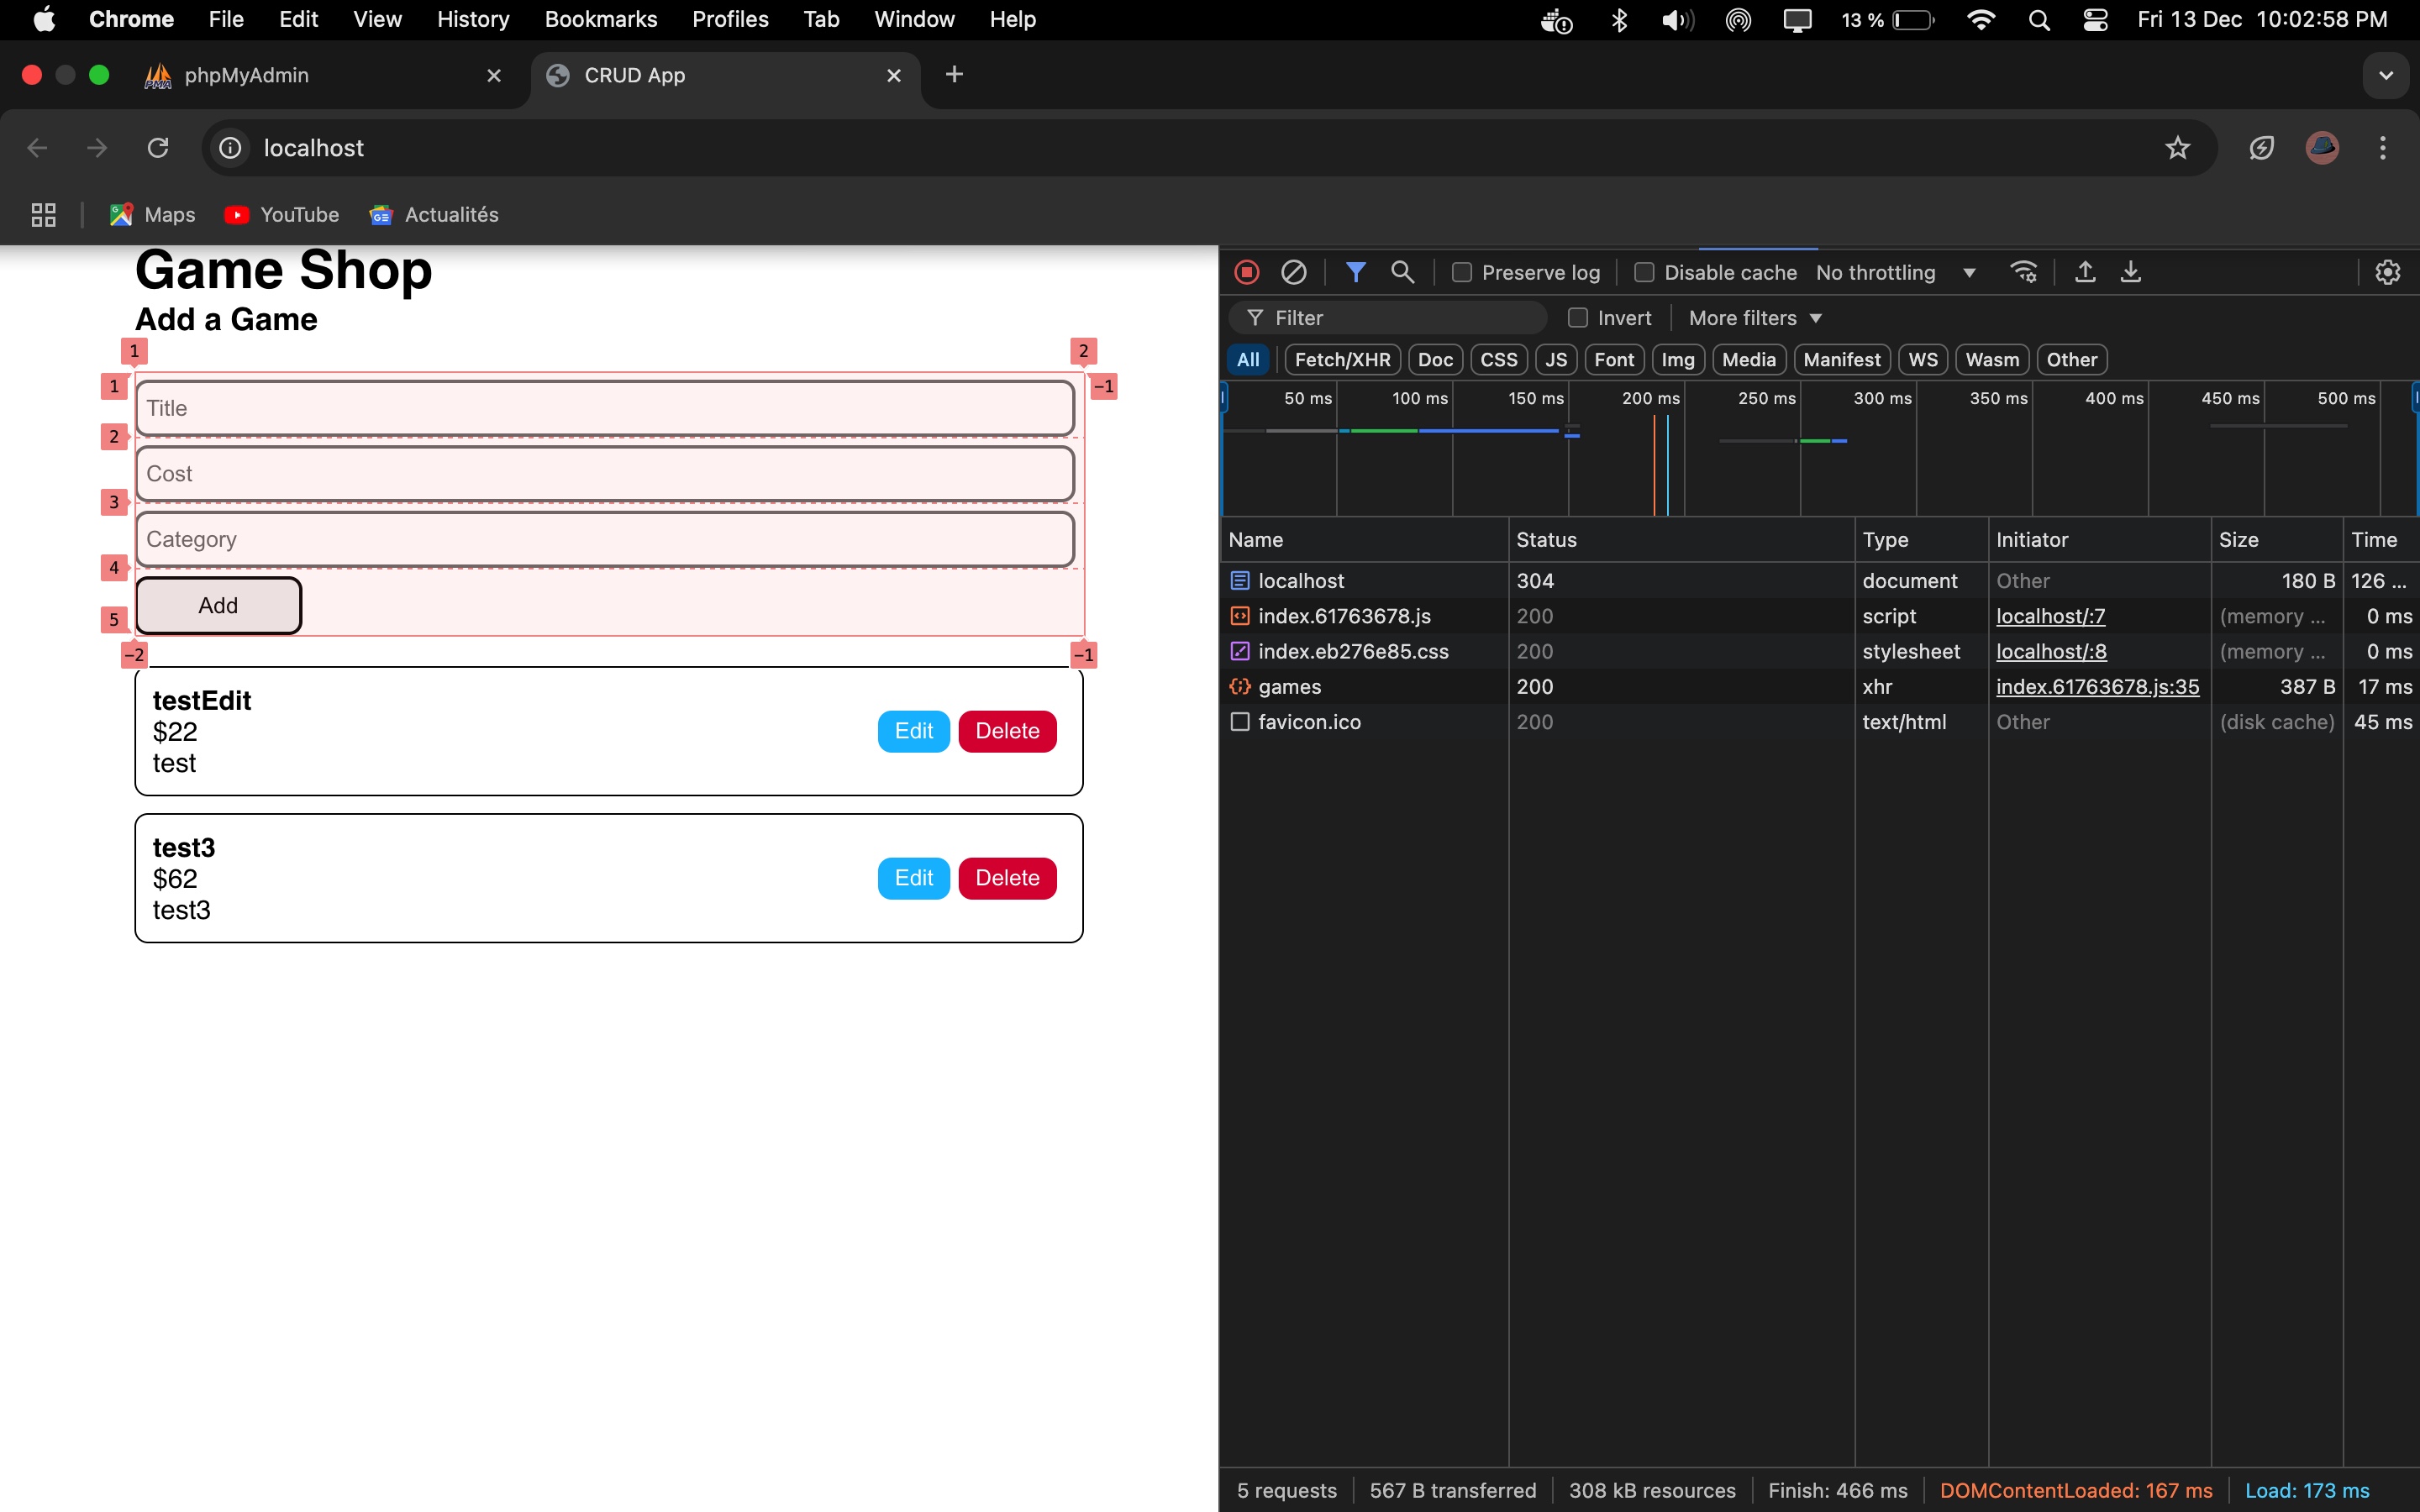 Chrome File Edit View History Bookmarks Profiles Tab Window Help 13 % Fri 13 Dec 10:02:58 PM
phpMyAdmin CRUD App
localhost
Maps YouTube Actualités
Game Shop
Add a Game
1 2
1 -1
Title
2
Cost
3
Category
4
Add
5
-2 -1
testEdit
$22
test
Edit Delete
test3
$62
test3
Edit Delete
Preserve log Disable cache No throttling
Filter Invert More filters
All Fetch/XHR Doc CSS JS Font Img Media Manifest WS Wasm Other
50 ms 100 ms 150 ms 200 ms 250 ms 300 ms 350 ms 400 ms 450 ms 500 ms
Name Status Type Initiator Size Time
localhost 304 document Other 180 B 126 ...
index.61763678.js 200 script localhost/:7 (memory ... 0 ms
index.eb276e85.css 200 stylesheet localhost/:8 (memory ... 0 ms
games 200 xhr index.61763678.js:35 387 B 17 ms
favicon.ico 200 text/html Other (disk cache) 45 ms
5 requests 567 B transferred 308 kB resources Finish: 466 ms DOMContentLoaded: 167 ms Load: 173 ms